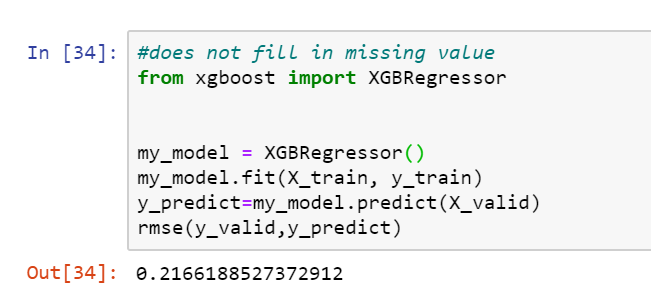 In [34]: #does not fill in missing value
from xgboost import XGBRegressor
my_model = XGBRegressor()
my_model.fit(X_train, y_train)
y_predict=my_model.predict(X_valid)
rmse(y_valid,y_predict)
Out[34]: 0.2166188527372912